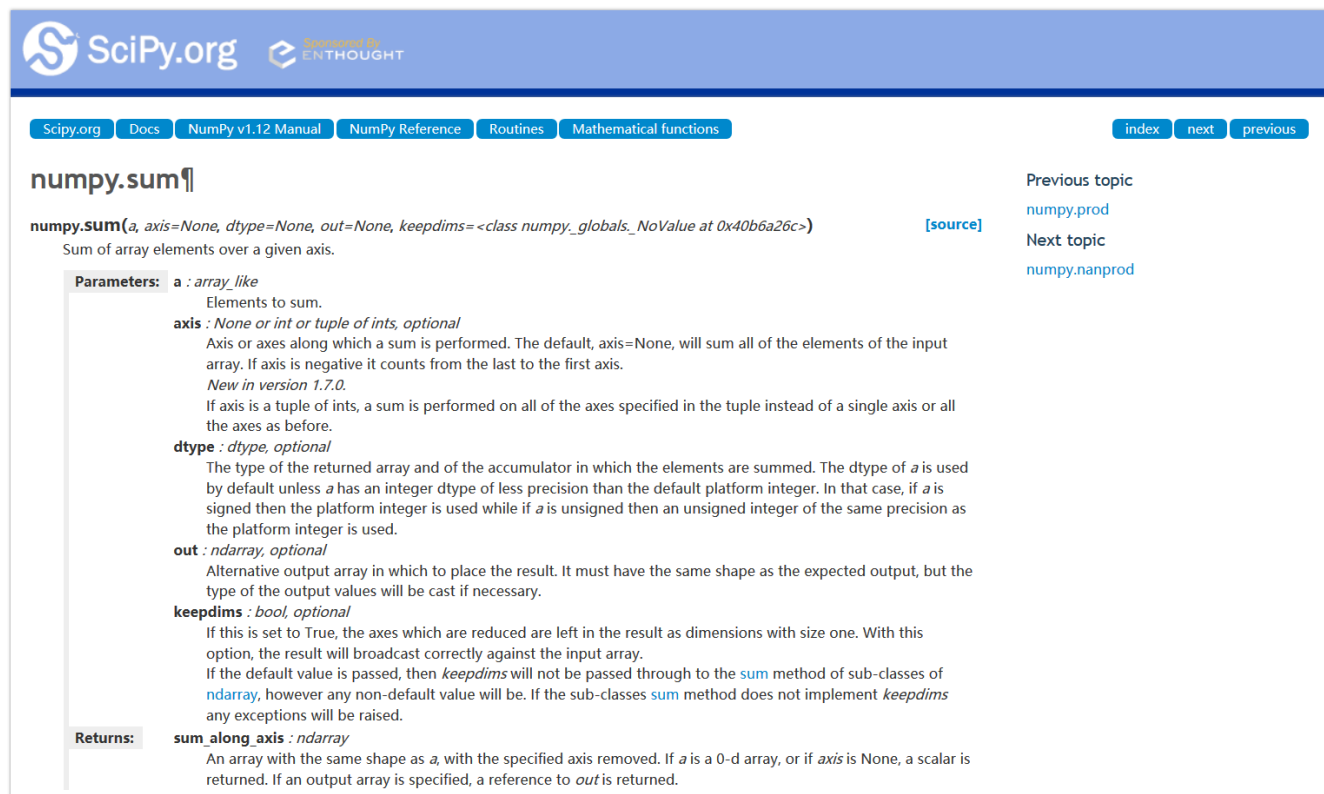 SciPy.org
Sponsored By
ENTHOUGHT
Scipy.org Docs NumPy v1.12 Manual NumPy Reference Routines Mathematical functions index next previous
numpy.sum¶
numpy.sum(a, axis=None, dtype=None, out=None, keepdims=<class numpy._globals._NoValue at 0x40b6a26c>) [source]
Sum of array elements over a given axis.
Parameters: a : array_like
Elements to sum.
axis : None or int or tuple of ints, optional
Axis or axes along which a sum is performed. The default, axis=None, will sum all of the elements of the input
array. If axis is negative it counts from the last to the first axis.
New in version 1.7.0.
If axis is a tuple of ints, a sum is performed on all of the axes specified in the tuple instead of a single axis or all
the axes as before.
dtype : dtype, optional
The type of the returned array and of the accumulator in which the elements are summed. The dtype of a is used
by default unless a has an integer dtype of less precision than the default platform integer. In that case, if a is
signed then the platform integer is used while if a is unsigned then an unsigned integer of the same precision as
the platform integer is used.
out : ndarray, optional
Alternative output array in which to place the result. It must have the same shape as the expected output, but the
type of the output values will be cast if necessary.
keepdims : bool, optional
If this is set to True, the axes which are reduced are left in the result as dimensions with size one. With this
option, the result will broadcast correctly against the input array.
If the default value is passed, then keepdims will not be passed through to the sum method of sub-classes of
ndarray, however any non-default value will be. If the sub-classes sum method does not implement keepdims
any exceptions will be raised.
Returns: sum_along_axis : ndarray
An array with the same shape as a, with the specified axis removed. If a is a 0-d array, or if axis is None, a scalar is
returned. If an output array is specified, a reference to out is returned.
Previous topic
numpy.prod
Next topic
numpy.nanprod